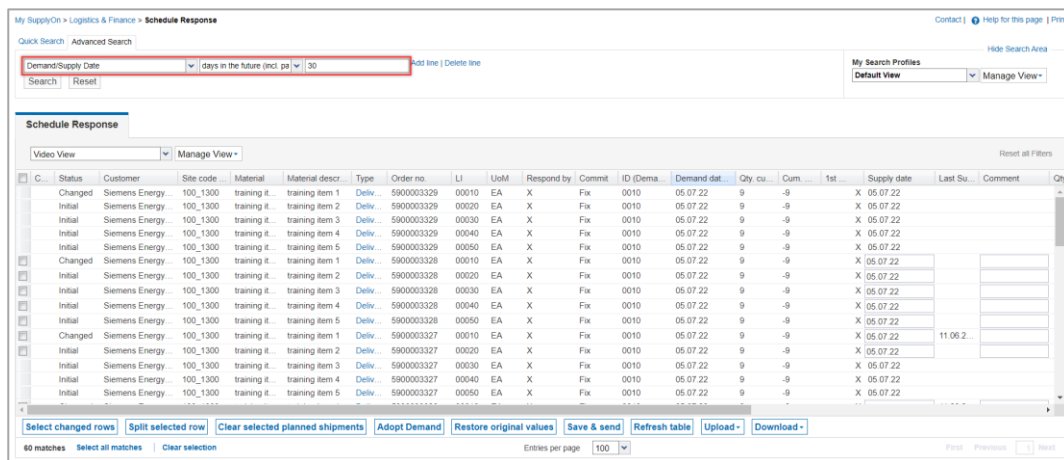 My SupplyOn > Logistics & Finance > Schedule Response
Contact | Help for this page | Prin
Quick Search Advanced Search
Hide Search Area
Demand/Supply Date days in the future (incl. pa 30 Add line | Delete line
My Search Profiles
Search Reset
Default View Manage View
Schedule Response
Video View Manage View
Reset all Filters
C... Status Customer Site code ... Material Material descr... Type Order no. LI UoM Respond by Commit ID (Dema... Demand dat... Qty. cu... Cum. ... 1st ... Supply date Last Su... Comment Qty
Changed Siemens Energy... 100_1300 training it... training item 1 Deliv... 5900003329 00010 EA X Fix 0010 05.07.22 9 -9 X 05.07.22
Initial Siemens Energy... 100_1300 training it... training item 2 Deliv... 5900003329 00020 EA X Fix 0010 05.07.22 9 -9 X 05.07.22
Initial Siemens Energy... 100_1300 training it... training item 3 Deliv... 5900003329 00030 EA X Fix 0010 05.07.22 9 -9 X 05.07.22
Initial Siemens Energy... 100_1300 training it... training item 4 Deliv... 5900003329 00040 EA X Fix 0010 05.07.22 9 -9 X 05.07.22
Initial Siemens Energy... 100_1300 training it... training item 5 Deliv... 5900003329 00050 EA X Fix 0010 05.07.22 9 -9 X 05.07.22
Changed Siemens Energy... 100_1300 training it... training item 1 Deliv... 5900003328 00010 EA X Fix 0010 05.07.22 9 -9 X 05.07.22
Initial Siemens Energy... 100_1300 training it... training item 2 Deliv... 5900003328 00020 EA X Fix 0010 05.07.22 9 -9 X 05.07.22
Initial Siemens Energy... 100_1300 training it... training item 3 Deliv... 5900003328 00030 EA X Fix 0010 05.07.22 9 -9 X 05.07.22
Initial Siemens Energy... 100_1300 training it... training item 4 Deliv... 5900003328 00040 EA X Fix 0010 05.07.22 9 -9 X 05.07.22
Initial Siemens Energy... 100_1300 training it... training item 5 Deliv... 5900003328 00050 EA X Fix 0010 05.07.22 9 -9 X 05.07.22
Changed Siemens Energy... 100_1300 training it... training item 1 Deliv... 5900003327 00010 EA X Fix 0010 05.07.22 9 -9 X 05.07.22 11.06.2...
Initial Siemens Energy... 100_1300 training it... training item 2 Deliv... 5900003327 00020 EA X Fix 0010 05.07.22 9 -9 X 05.07.22
Initial Siemens Energy... 100_1300 training it... training item 3 Deliv... 5900003327 00030 EA X Fix 0010 05.07.22 9 -9 X 05.07.22
Initial Siemens Energy... 100_1300 training it... training item 4 Deliv... 5900003327 00040 EA X Fix 0010 05.07.22 9 -9 X 05.07.22
Initial Siemens Energy... 100_1300 training it... training item 5 Deliv... 5900003327 00050 EA X Fix 0010 05.07.22 9 -9 X 05.07.22
Select changed rows Split selected row Clear selected planned shipments Adopt Demand Restore original values Save & send Refresh table Upload Download
60 matches Select all matches | Clear selection Entries per page 100 First Previous 1 Next